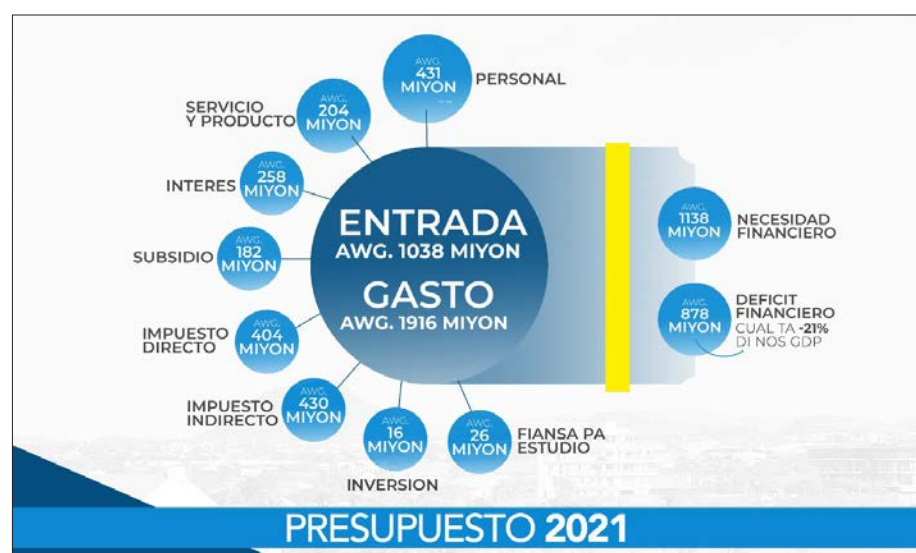 AWG.
431
MIYON
PERSONAL
AWG.
204
MIYON
SERVICIO
Y PRODUCTO
AWG.
258
MIYON
INTERES
AWG.
182
MIYON
SUBSIDIO
AWG.
404
MIYON
IMPUESTO
DIRECTO
AWG.
430
MIYON
IMPUESTO
INDIRECTO
AWG.
16
MIYON
INVERSION
AWG.
26
MIYON
FIANSA PA
ESTUDIO
ENTRADA
AWG. 1038 MIYON
GASTO
AWG. 1916 MIYON
AWG.
1138
MIYON
NECESIDAD
FINANCIERO
AWG.
878
MIYON
DEFICIT
FINANCIERO
CUAL TA -21%
DI NOS GDP
PRESUPUESTO 2021